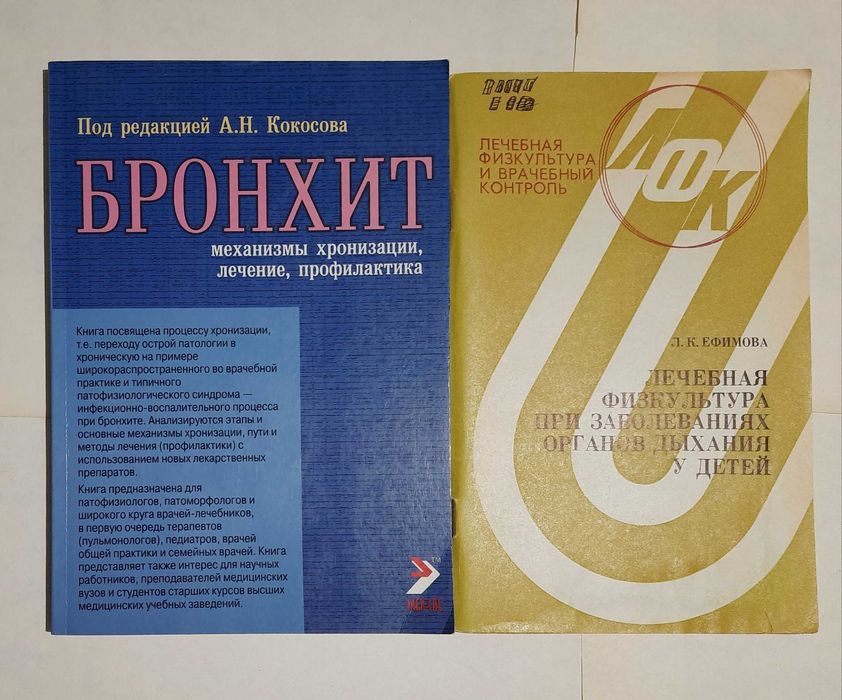 Под редакцией А.Н. Кокосова
БРОНХИТ
механизмы хронизации,
лечение, профилактика
Книга посвящена процессу хронизации,
т.е. переходу острой патологии в
хроническую на примере
широкораспространенного во врачебной
практике и типичного
патофизиологического синдрома —
инфекционно-воспалительного процесса
при бронхите. Анализируются этапы и
основные механизмы хронизации, пути и
методы лечения (профилактики) с
использованием новых лекарственных
препаратов.
Книга предназначена для
патофизиологов, патоморфологов и
широкого круга врачей-лечебников,
в первую очередь терапевтов
(пульмонологов), педиатров, врачей
общей практики и семейных врачей. Книга
представляет также интерес для научных
работников, преподавателей медицинских
вузов и студентов старших курсов высших
медицинских учебных заведений.
TM
ЛЕЧЕБНАЯ
ФИЗКУЛЬТУРА
И ВРАЧЕБНЫЙ
КОНТРОЛЬ
ЛФК
Л. К. ЕФИМОВА
ЛЕЧЕБНАЯ
ФИЗКУЛЬТУРА
ПРИ ЗАБОЛЕВАНИЯХ
ОРГАНОВ ДЫХАНИЯ
У ДЕТЕЙ